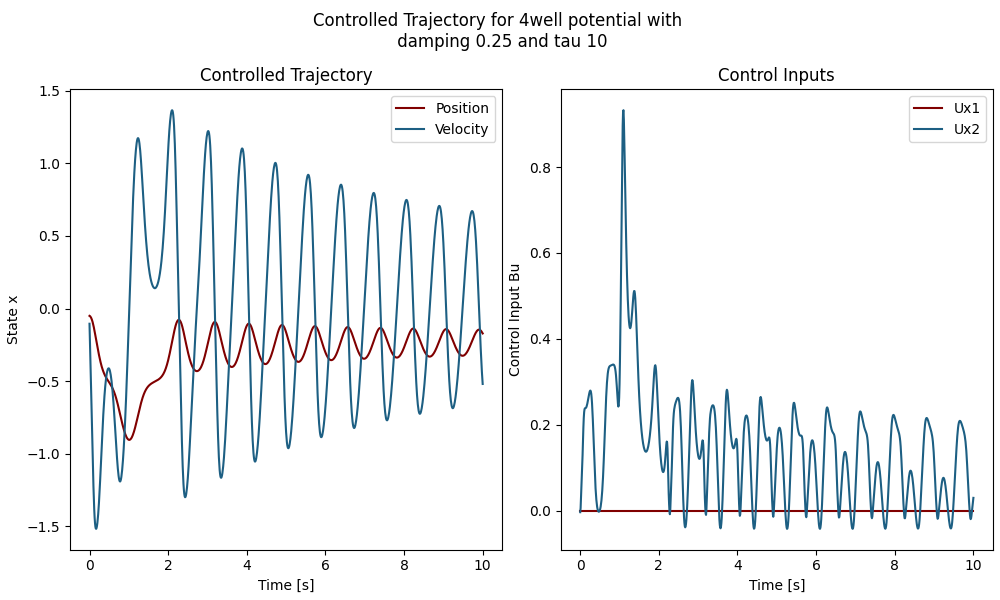 Controlled Trajectory for 4well potential with
damping 0.25 and tau 10
Controlled Trajectory
Position
Velocity
1.5
1.0
0.5
0.0
−0.5
−1.0
−1.5
State x
0 2 4 6 8 10
Time [s]
Control Inputs
Ux1
Ux2
0.8
0.6
0.4
0.2
0.0
Control Input Bu
0 2 4 6 8 10
Time [s]